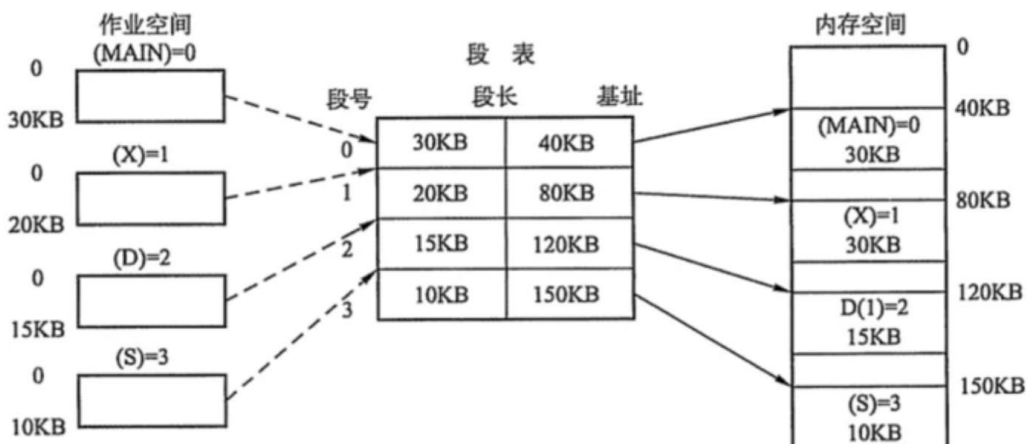 作业空间
(MAIN)=0
0
30KB
(X)=1
0
20KB
(D)=2
0
15KB
(S)=3
0
10KB
段 表
段号 段长 基址
0 30KB 40KB
1 20KB 80KB
2 15KB 120KB
3 10KB 150KB
内存空间
0
40KB
(MAIN)=0
30KB
80KB
(X)=1
30KB
120KB
D(1)=2
15KB
150KB
(S)=3
10KB